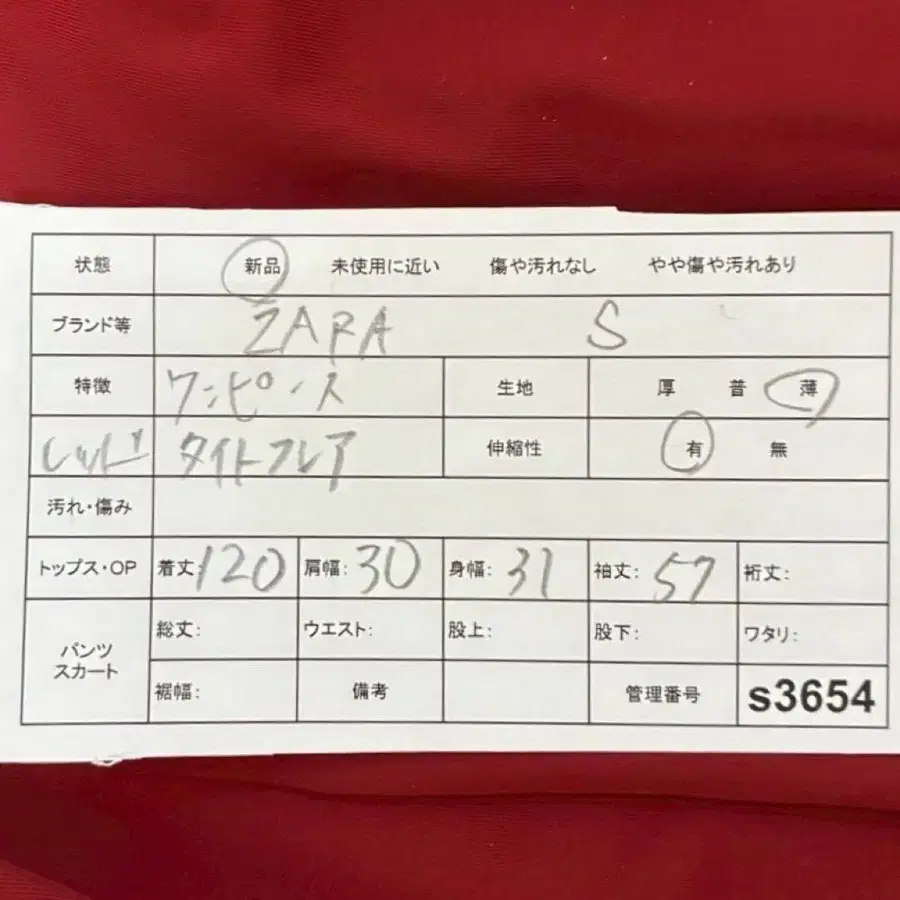 状態 新品 未使用に近い 傷や汚れなし やや傷や汚れあり
ブランド等 ZARA S
特徴 ワンピース 生地 厚 普 薄
レッド タイトフレア 伸縮性 有 無
汚れ・傷み
トップス・OP 着丈:120 肩幅:30 身幅:31 袖丈:57 裄丈:
パンツ スカート 総丈: ウエスト: 股上: 股下: ワタリ:
裾幅: 備考 管理番号 s3654